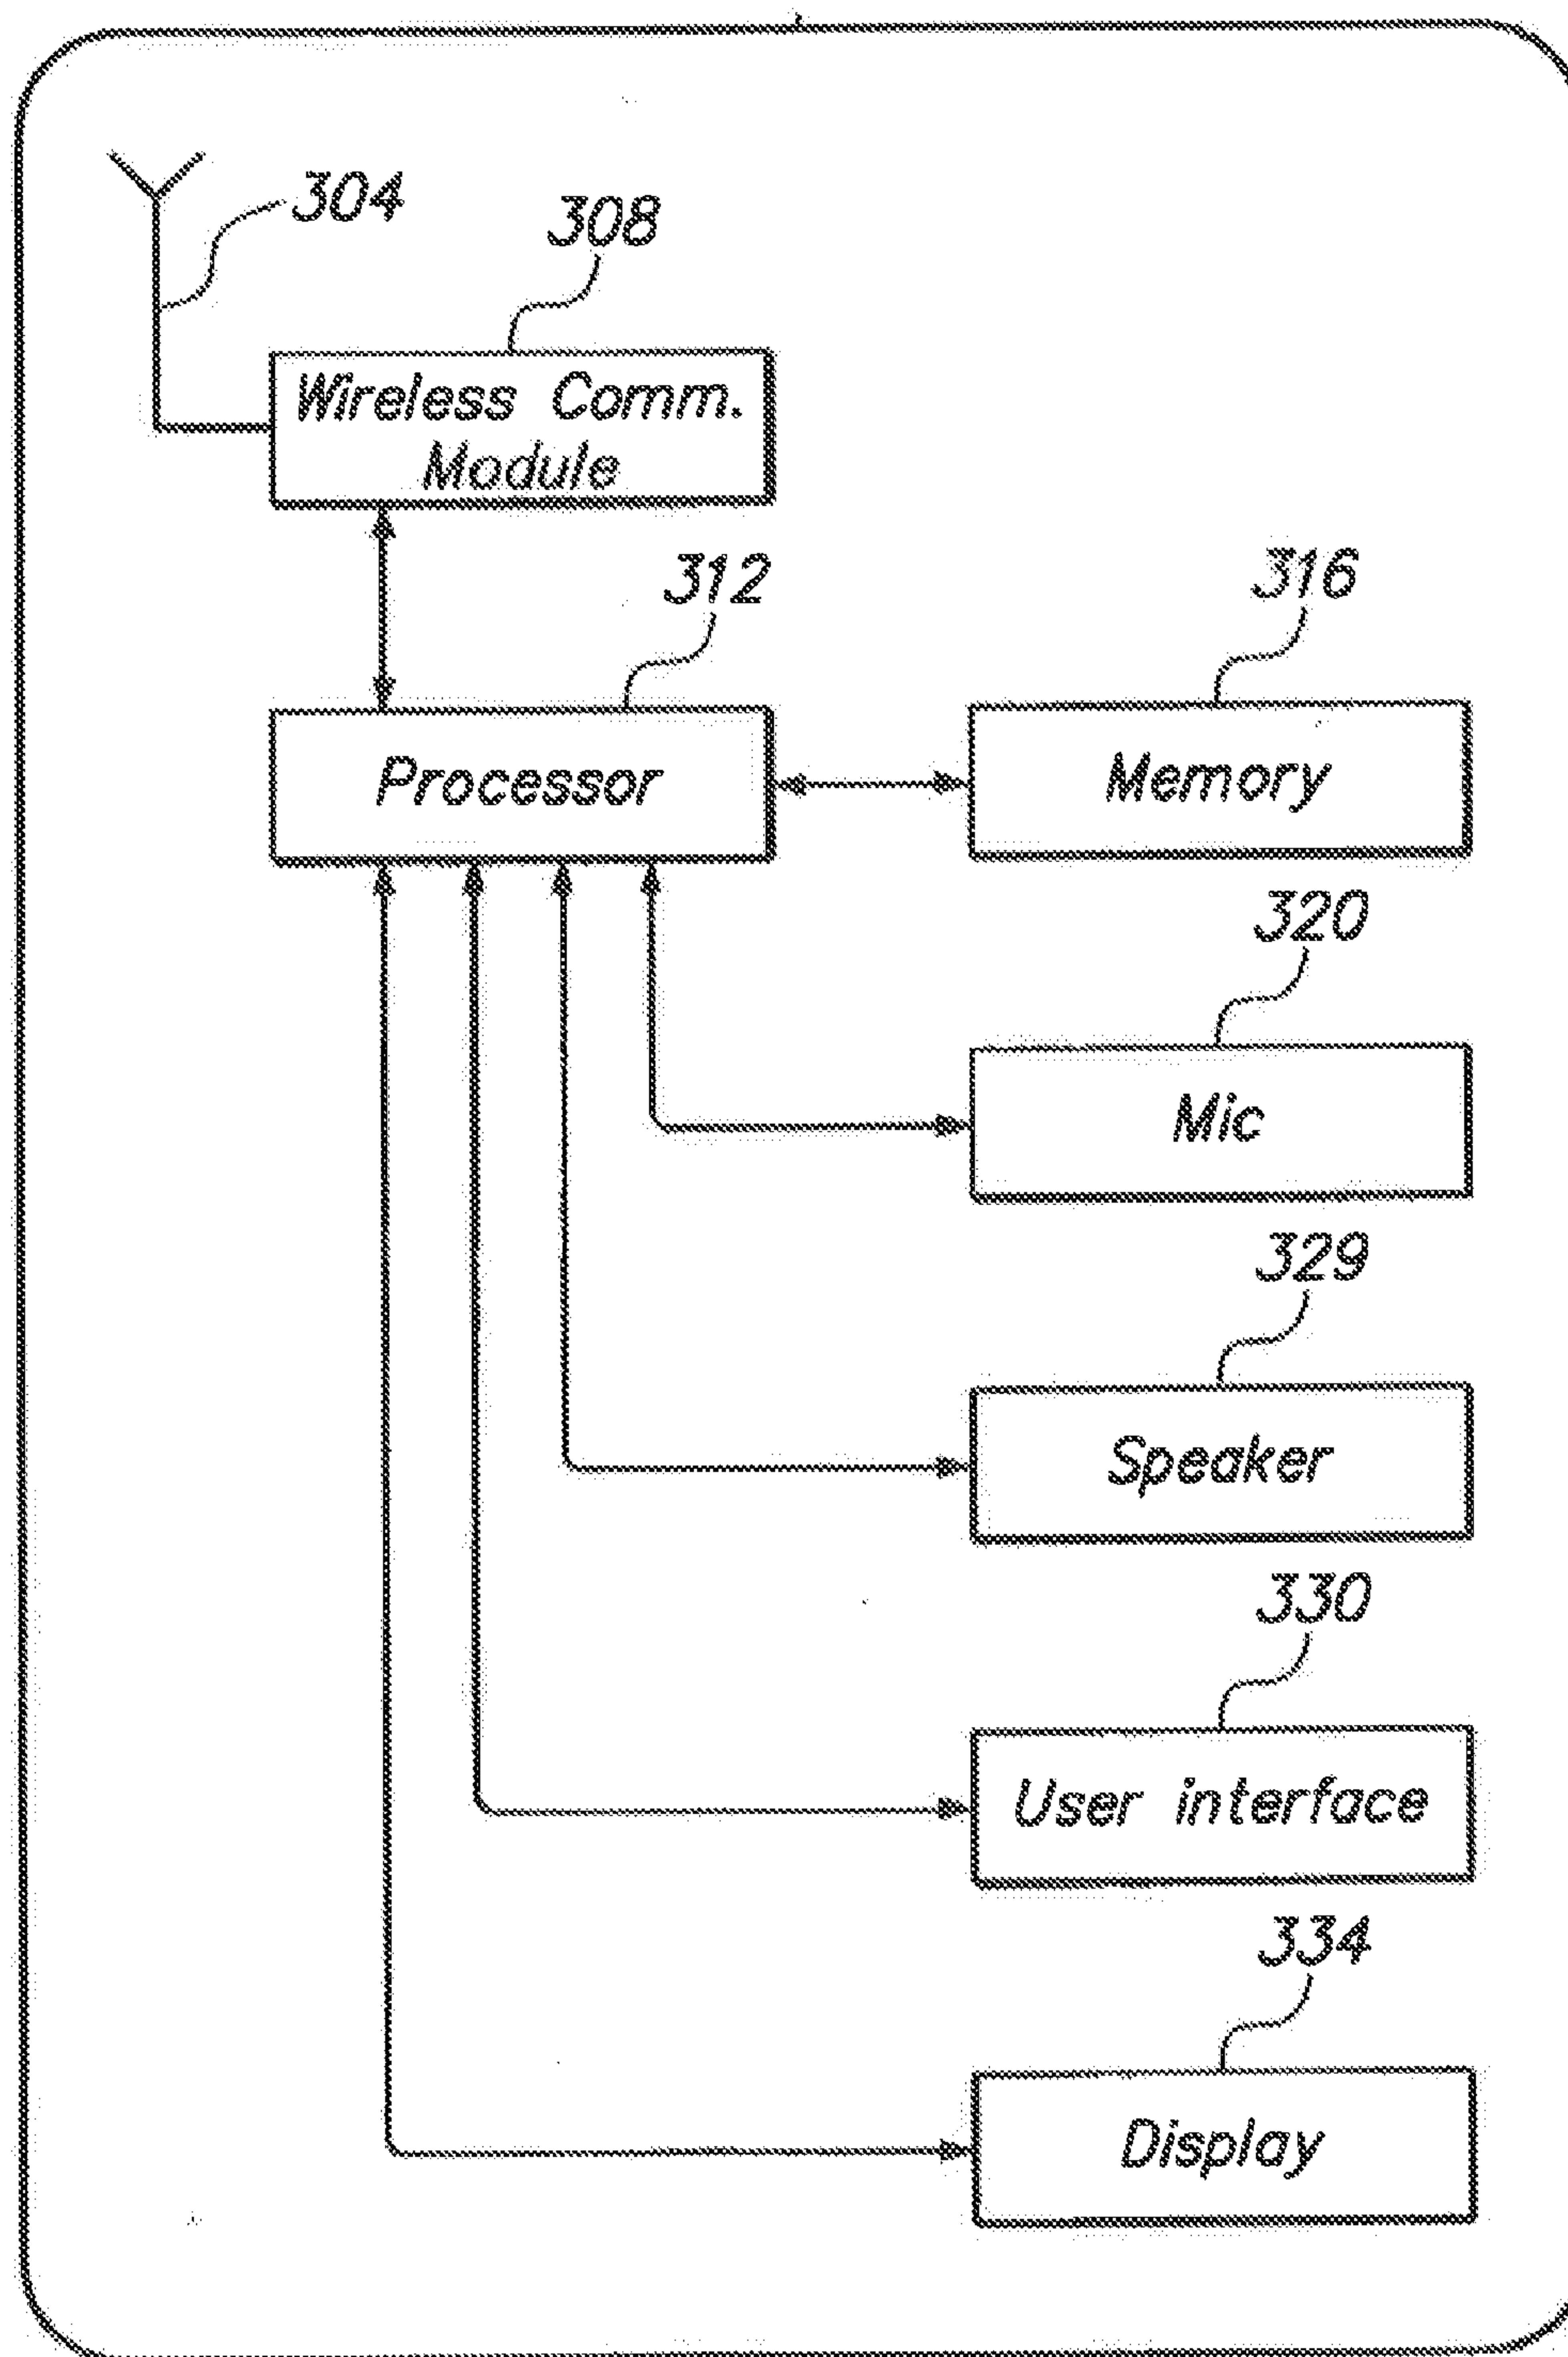 304
308
Wireless Comm.
Module
312
Processor
316
Memory
320
Mic
329
Speaker
330
User interface
334
Display